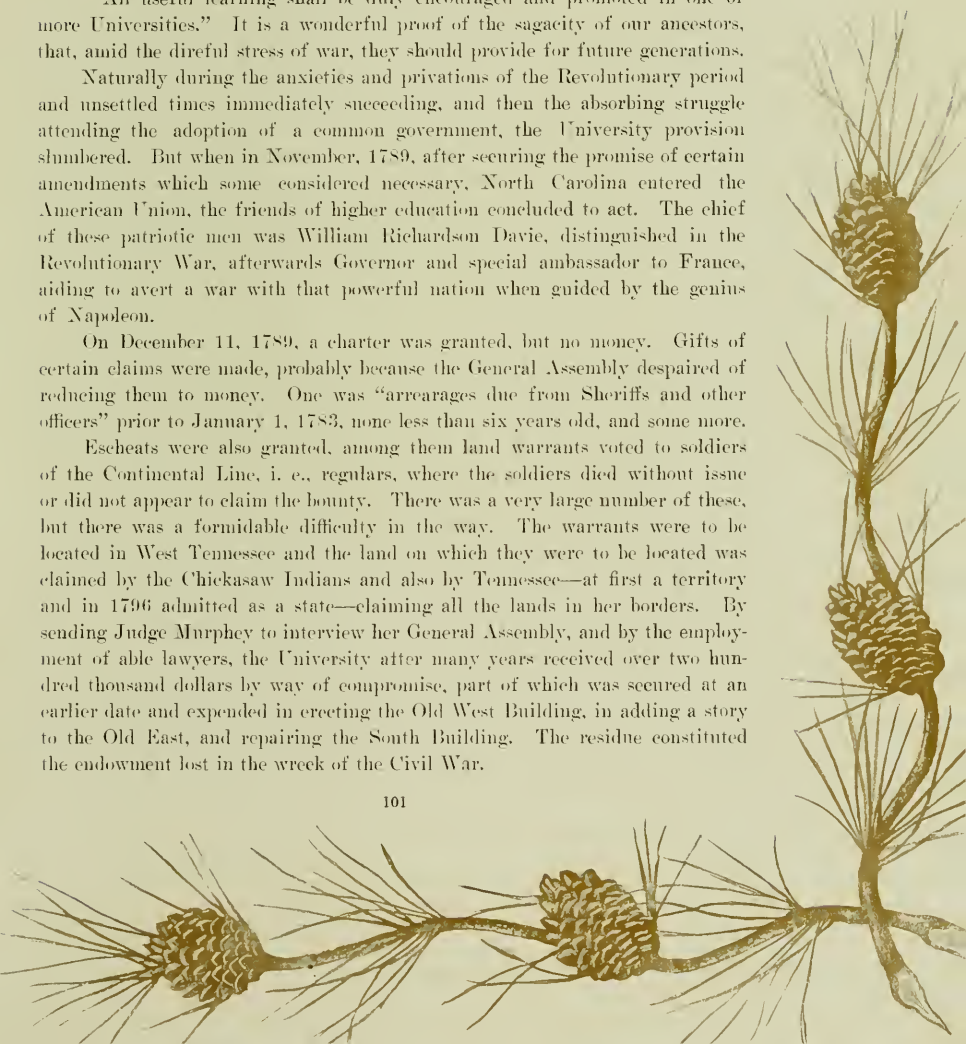 "All useful learning shall be duly encouraged and promoted in one or
more Universities." It is a wonderful proof of the sagacity of our ancestors,
that, amid the direful stress of war, they should provide for future generations.
Naturally during the anxieties and privations of the Revolutionary period
and unsettled times immediately succeeding, and then the absorbing struggle
attending the adoption of a common government, the University provision
slumbered. But when in November, 1789, after securing the promise of certain
amendments which some considered necessary, North Carolina entered the
American Union, the friends of higher education concluded to act. The chief
of these patriotic men was William Richardson Davie, distinguished in the
Revolutionary War, afterwards Governor and special ambassador to France,
aiding to avert a war with that powerful nation when guided by the genius
of Napoleon.
On December 11, 1789, a charter was granted, but no money. Gifts of
certain claims were made, probably because the General Assembly despaired of
reducing them to money. One was "arrearages due from Sheriffs and other
officers" prior to January 1, 1783, none less than six years old, and some more.
Escheats were also granted, among them land warrants voted to soldiers
of the Continental Line, i. e., regulars, where the soldiers died without issue
or did not appear to claim the bounty. There was a very large number of these,
but there was a formidable difficulty in the way. The warrants were to be
located in West Tennessee and the land on which they were to be located was
claimed by the Chickasaw Indians and also by Tennessee—at first a territory
and in 1796 admitted as a state—claiming all the lands in her borders. By
sending Judge Murphey to interview her General Assembly, and by the employ-
ment of able lawyers, the University after many years received over two hun-
dred thousand dollars by way of compromise, part of which was secured at an
earlier date and expended in erecting the Old West Building, in adding a story
to the Old East, and repairing the South Building. The residue constituted
the endowment lost in the wreck of the Civil War.
101